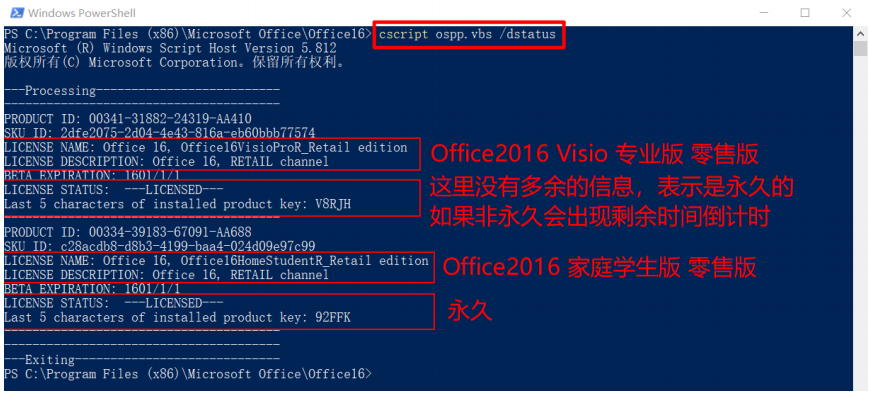 Windows PowerShell
PS C:\Program Files (x86)\Microsoft Office\Office16> cscript ospp.vbs /dstatus
Microsoft (R) Windows Script Host Version 5.812
版权所有(C) Microsoft Corporation。保留所有权利。
---Processing--------------------------
---------------------------------------
PRODUCT ID: 00341-31882-24319-AA410
SKU ID: 2dfe2075-2d04-4e43-816a-eb60bbb77574
LICENSE NAME: Office 16, Office16VisioProR_Retail edition
LICENSE DESCRIPTION: Office 16, RETAIL channel
Office2016 Visio 专业版 零售版
BETA EXPIRATION: 1601/1/1
LICENSE STATUS:  ---LICENSED---
Last 5 characters of installed product key: V8RJH
这里没有多余的信息，表示是永久的
如果非永久会出现剩余时间倒计时
---------------------------------------
PRODUCT ID: 00334-39183-67091-AA688
SKU ID: c28acdb8-d8b3-4199-baa4-024d09e97c99
LICENSE NAME: Office 16, Office16HomeStudentR_Retail edition
LICENSE DESCRIPTION: Office 16, RETAIL channel
Office2016 家庭学生版 零售版
BETA EXPIRATION: 1601/1/1
LICENSE STATUS:  ---LICENSED---
Last 5 characters of installed product key: 92FFK
永久
---------------------------------------
---------------------------------------
---Exiting-----------------------------
PS C:\Program Files (x86)\Microsoft Office\Office16>